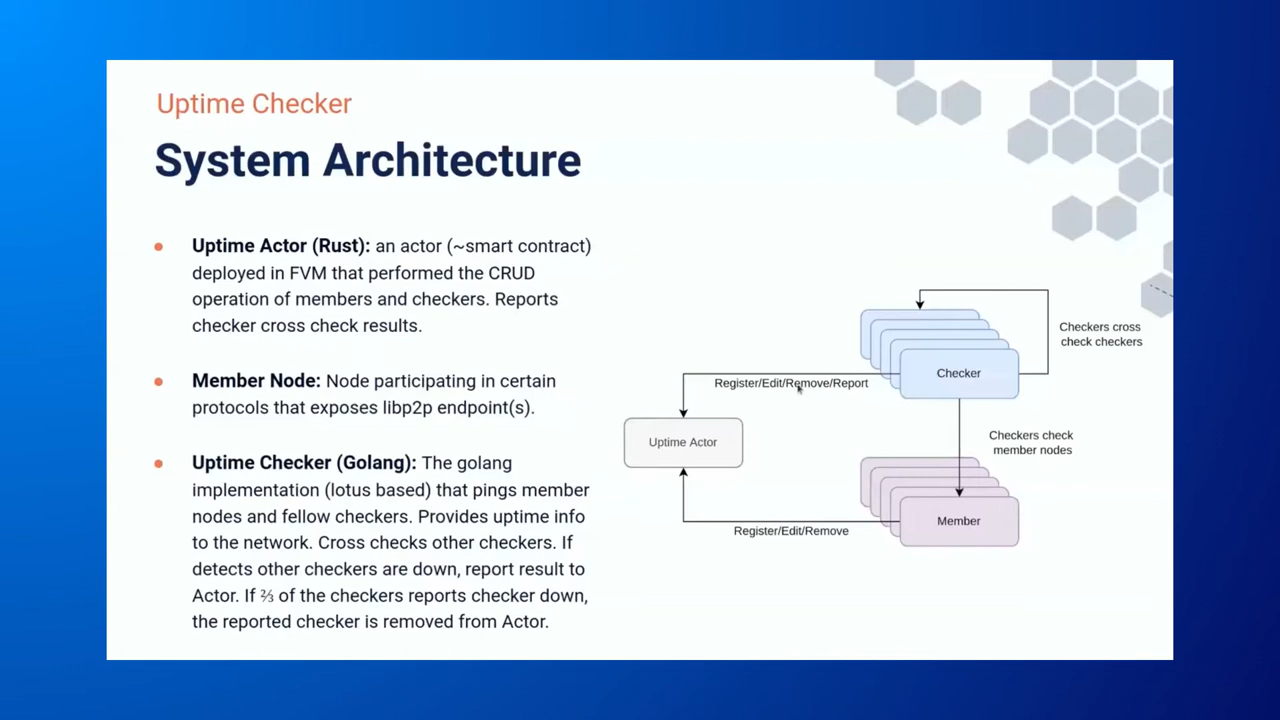 Uptime Checker
System Architecture
Uptime Actor (Rust): an actor (~smart contract)
deployed in FVM that performed the CRUD
operation of members and checkers. Reports
checker cross check results.
Member Node: Node participating in certain
protocols that exposes libp2p endpoint(s).
Uptime Checker (Golang): The golang
implementation (lotus based) that pings member
nodes and fellow checkers. Provides uptime info
to the network. Cross checks other checkers. If
detects other checkers are down, report result to
Actor. If ⅔ of the checkers reports checker down,
the reported checker is removed from Actor.
Checkers cross
check checkers
Checker
Register/Edit/Remove/Report
Uptime Actor
Checkers check
member nodes
Member
Register/Edit/Remove